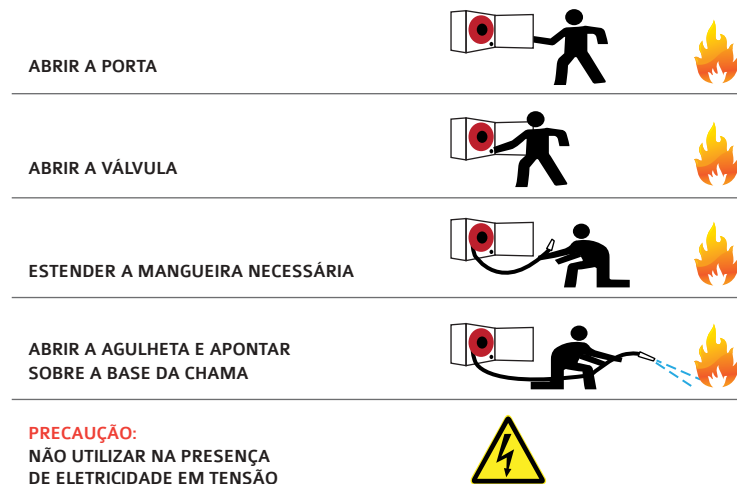 ABRIR A PORTA
ABRIR A VÁLVULA
ESTENDER A MANGUEIRA NECESSÁRIA
ABRIR A AGULHETA E APONTAR
SOBRE A BASE DA CHAMA
PRECAUÇÃO:
NÃO UTILIZAR NA PRESENÇA
DE ELETRICIDADE EM TENSÃO